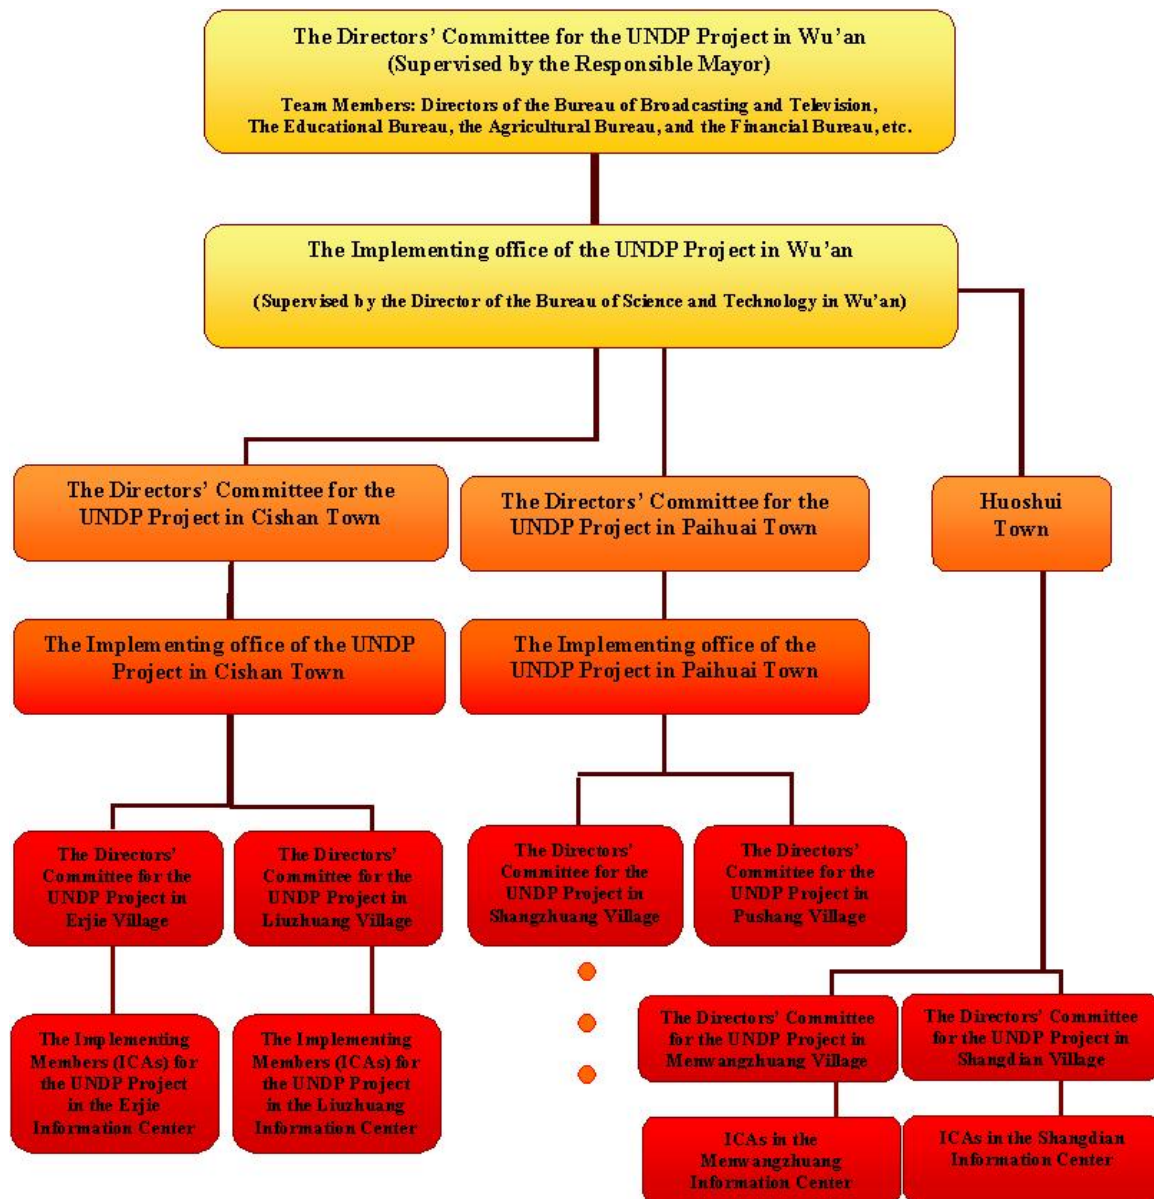 The Directors' Committee for the UNDP Project in Wu'an
(Supervised by the Responsible Mayor)
Team Members: Directors of the Bureau of Broadcasting and Television,
The Educational Bureau, the Agricultural Bureau, and the Financial Bureau, etc.
The Implementing office of the UNDP Project in Wu'an
(Supervised by the Director of the Bureau of Science and Technology in Wu'an)
The Directors' Committee for the
UNDP Project in Cishan Town
The Directors' Committee for the
UNDP Project in Paihuai Town
Huoshui
Town
The Implementing office of the UNDP
Project in Cishan Town
The Implementing office of the
UNDP Project in Paihuai Town
The Directors'
Committee for the
UNDP Project in
Erjie Village
The Directors'
Committee for the
UNDP Project in
Liuzhuang Village
The Directors'
Committee for the
UNDP Project in
Shangzhuang Village
The Directors'
Committee for the
UNDP Project in
Pushang Village
The Directors' Committee
for the UNDP Project in
Menwangzhuang Village
The Directors' Committee
for the UNDP Project in
Shangdian Village
The Implementing
Members (ICAs) for
the UNDP Project
in the Erjie
Information Center
The Implementing
Members (ICAs) for
the UNDP Project
in the Liuzhuang
Information Center
ICAs in the
Menwangzhuang
Information Center
ICAs in the Shangdian
Information Center